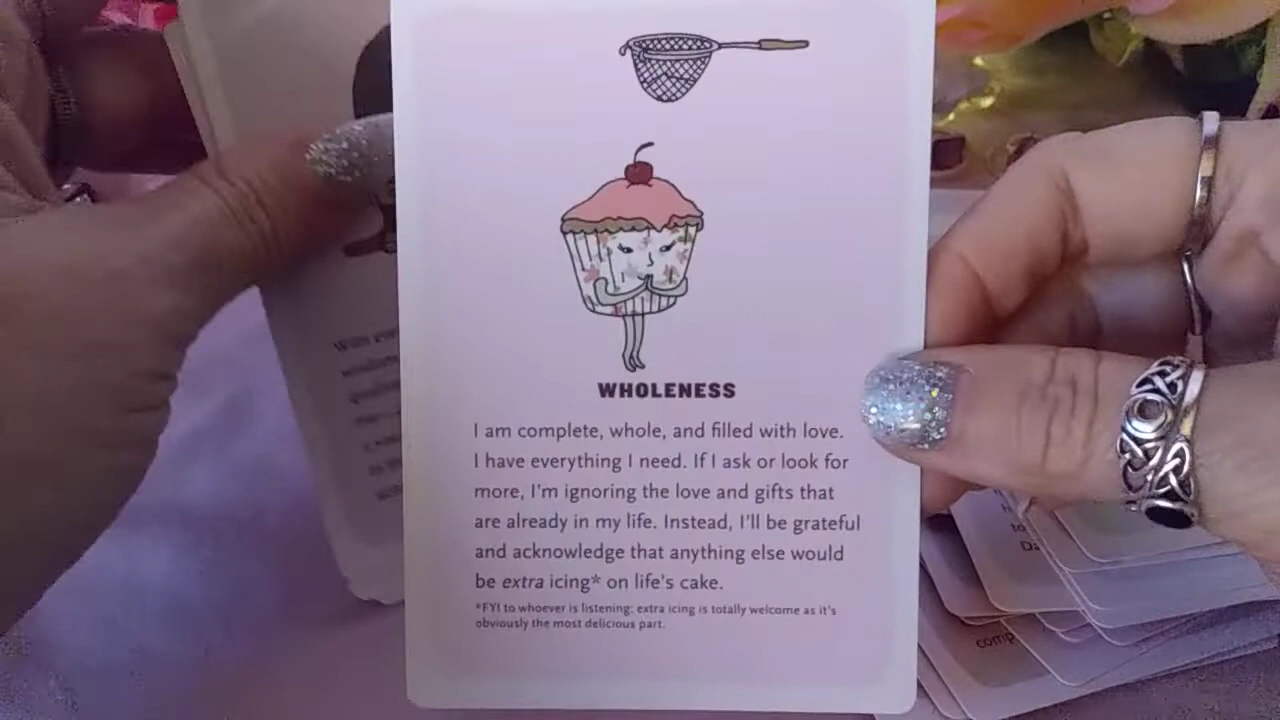 WHOLENESS
I am complete, whole, and filled with love.
I have everything I need. If I ask or look for
more, I'm ignoring the love and gifts that
are already in my life. Instead, I'll be grateful
and acknowledge that anything else would
be extra icing* on life's cake.
*FYI to whoever is listening: extra icing is totally welcome as it's
obviously the most delicious part.
to
comp